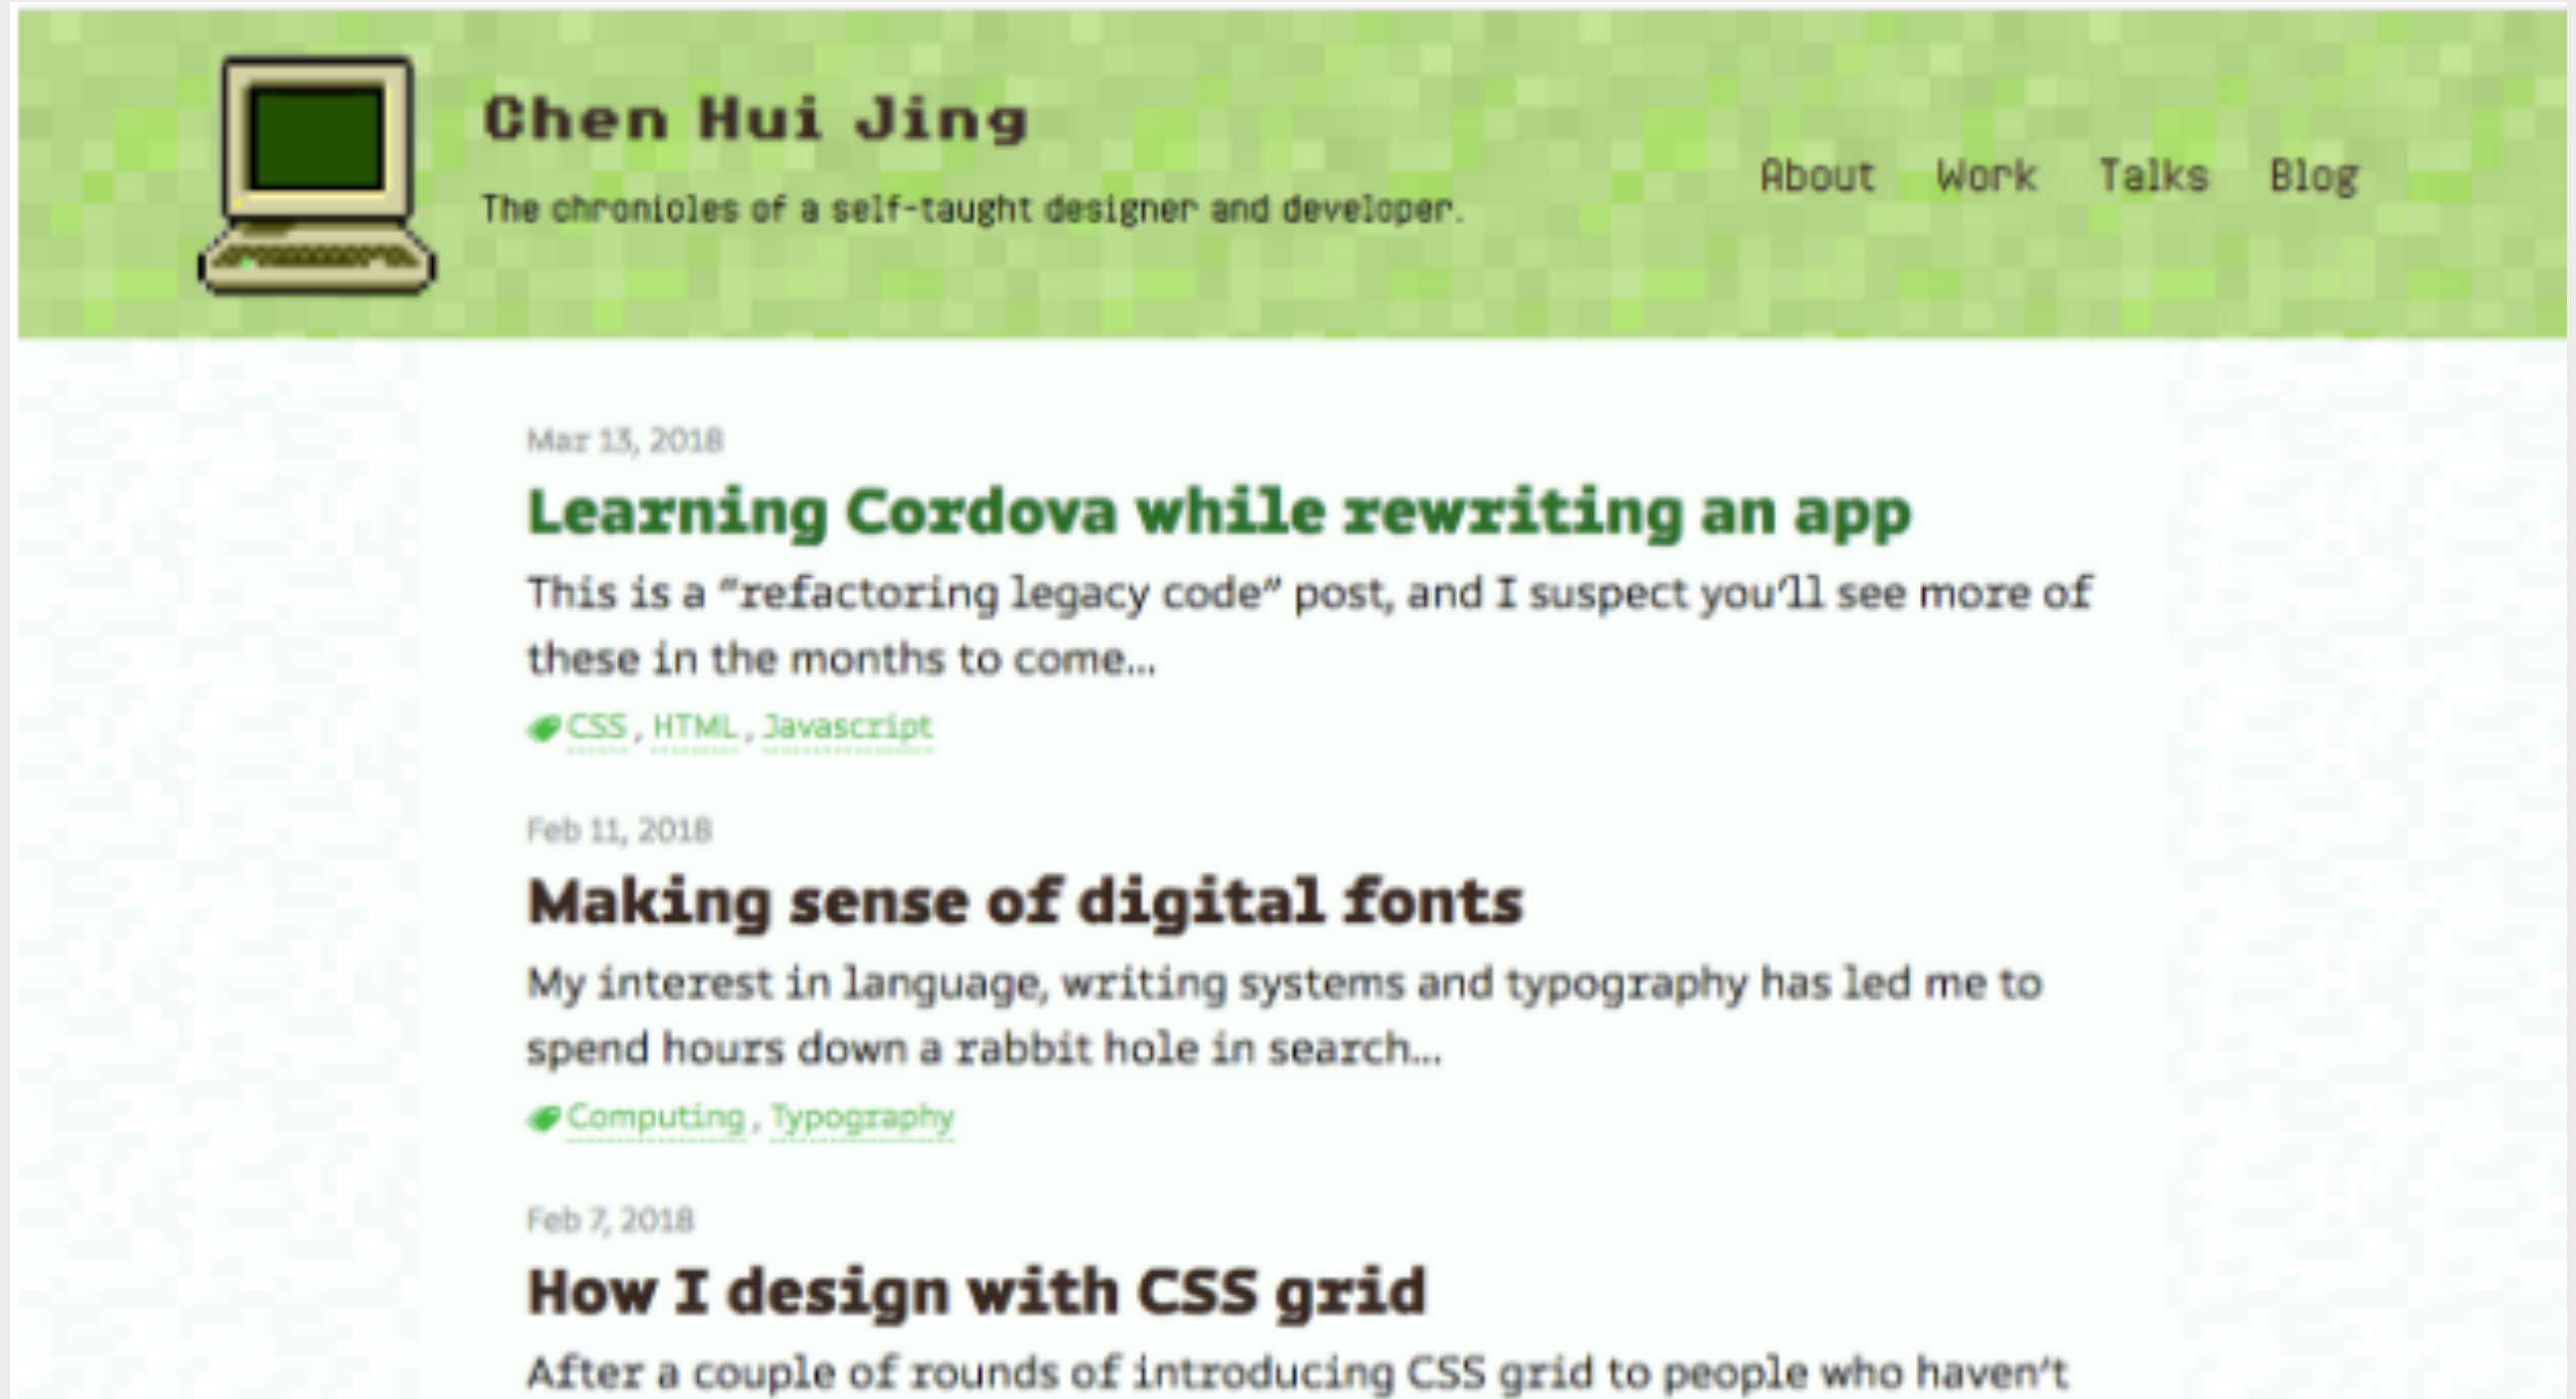 Chen Hui Jing
The chronicles of a self-taught designer and developer.
About Work Talks Blog
Mar 13, 2018
Learning Cordova while rewriting an app
This is a “refactoring legacy code” post, and I suspect you’ll see more of
these in the months to come...
CSS , HTML , Javascript
Feb 11, 2018
Making sense of digital fonts
My interest in language, writing systems and typography has led me to
spend hours down a rabbit hole in search...
Computing , Typography
Feb 7, 2018
How I design with CSS grid
After a couple of rounds of introducing CSS grid to people who haven’t